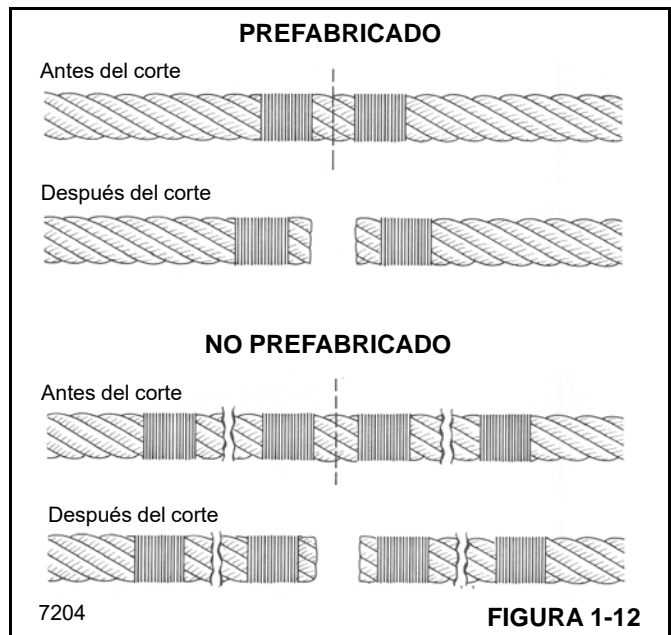 PREFABRICADO
Antes del corte
Después del corte
NO PREFABRICADO
Antes del corte
Después del corte
7204
FIGURA 1-12